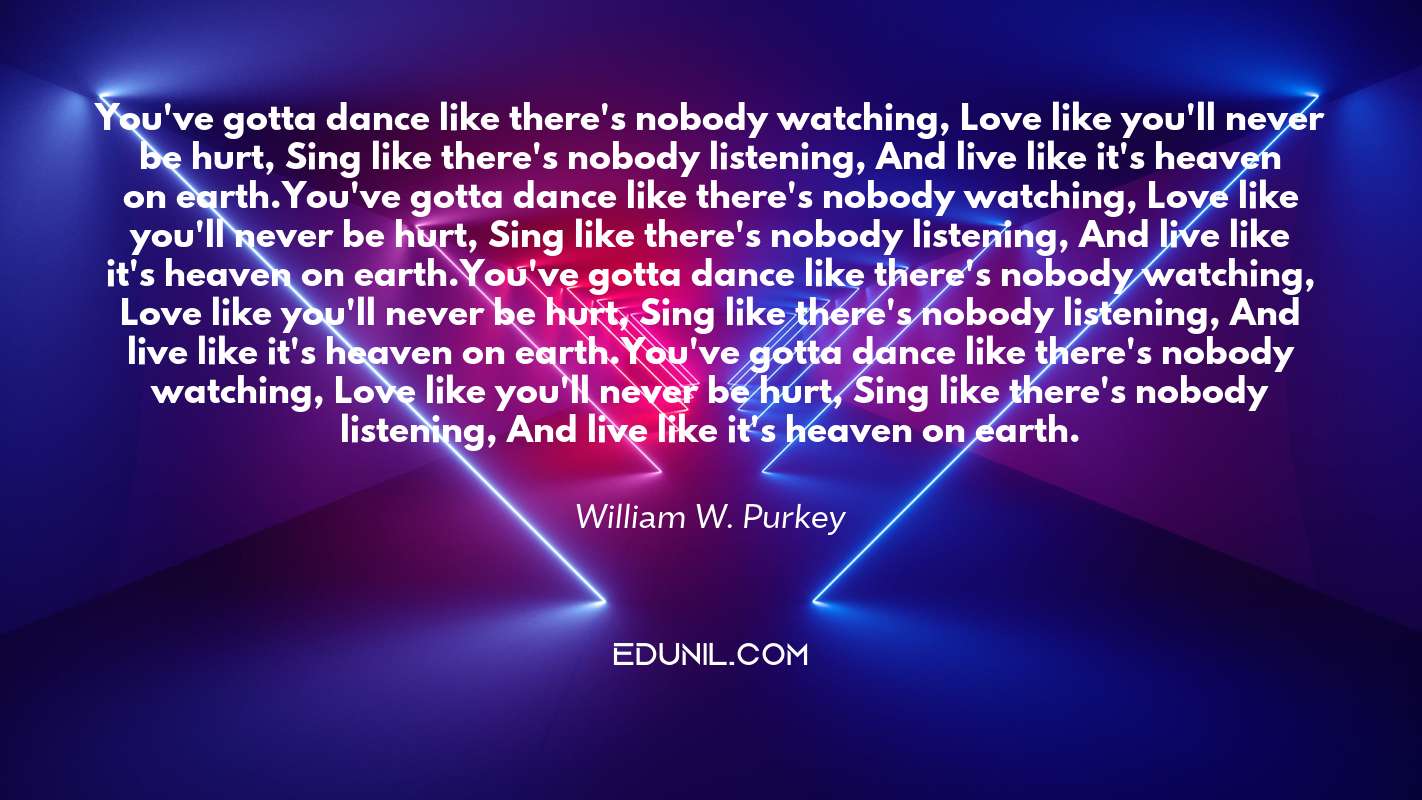 You've gotta dance like there's nobody watching, Love like you'll never
be hurt, Sing like there's nobody listening, And live like it's heaven
on earth.You've gotta dance like there's nobody watching, Love like
you'll never be hurt, Sing like there's nobody listening, And live like
it's heaven on earth.You've gotta dance like there's nobody watching,
Love like you'll never be hurt, Sing like there's nobody listening, And
live like it's heaven on earth.You've gotta dance like there's nobody
watching, Love like you'll never be hurt, Sing like there's nobody
listening, And live like it's heaven on earth.
William W. Purkey
EDUNIL.COM